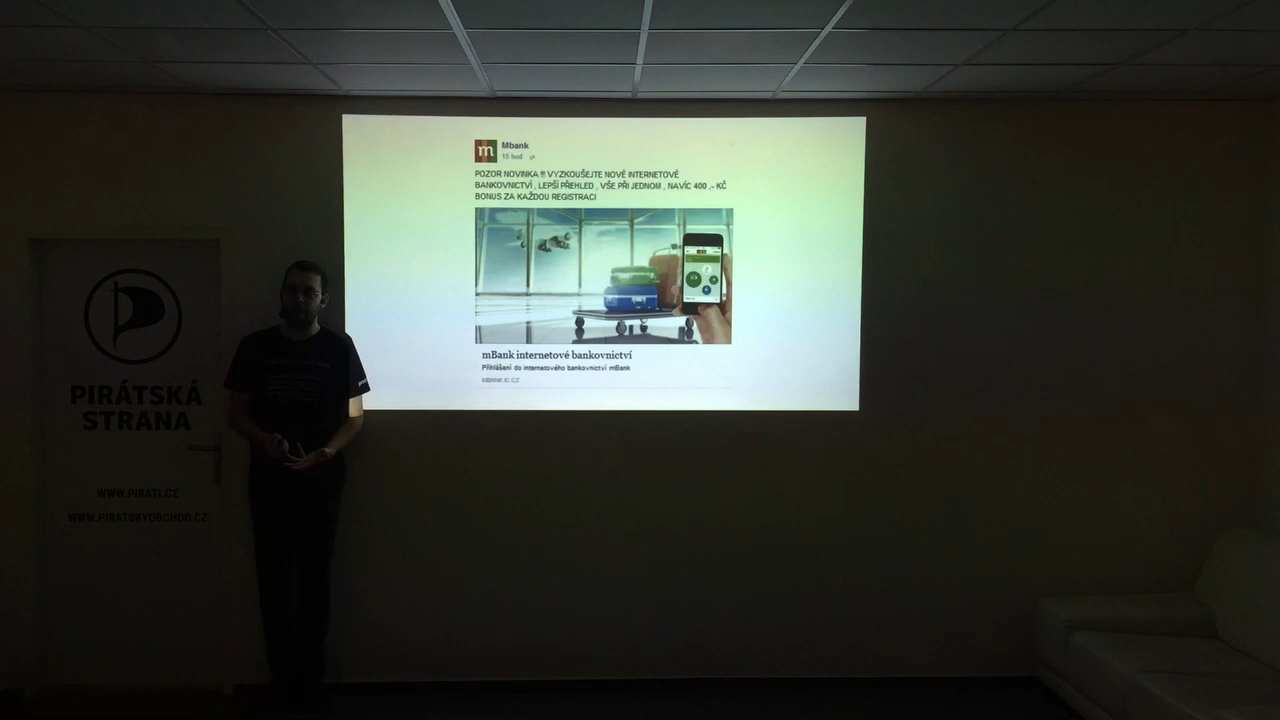 m
Mbank
15 hod
POZOR NOVINKA !!! VYZKOUŠEJTE NOVÉ INTERNETOVÉ
BANKOVNICTVÍ , LEPŠÍ PŘEHLED , VŠE PŘI JEDNOM , NAVÍC 400 ,- KČ
BONUS ZA KAŽDOU REGISTRACI
mBank internetové bankovnictví
Přihlášení do internetového bankovnictví mBank
MBANK.IC.CZ
PIRÁTSKÁ
STRANA
WWW.PIRATI.CZ
WWW.PIRATSKYOBCHOD.CZ